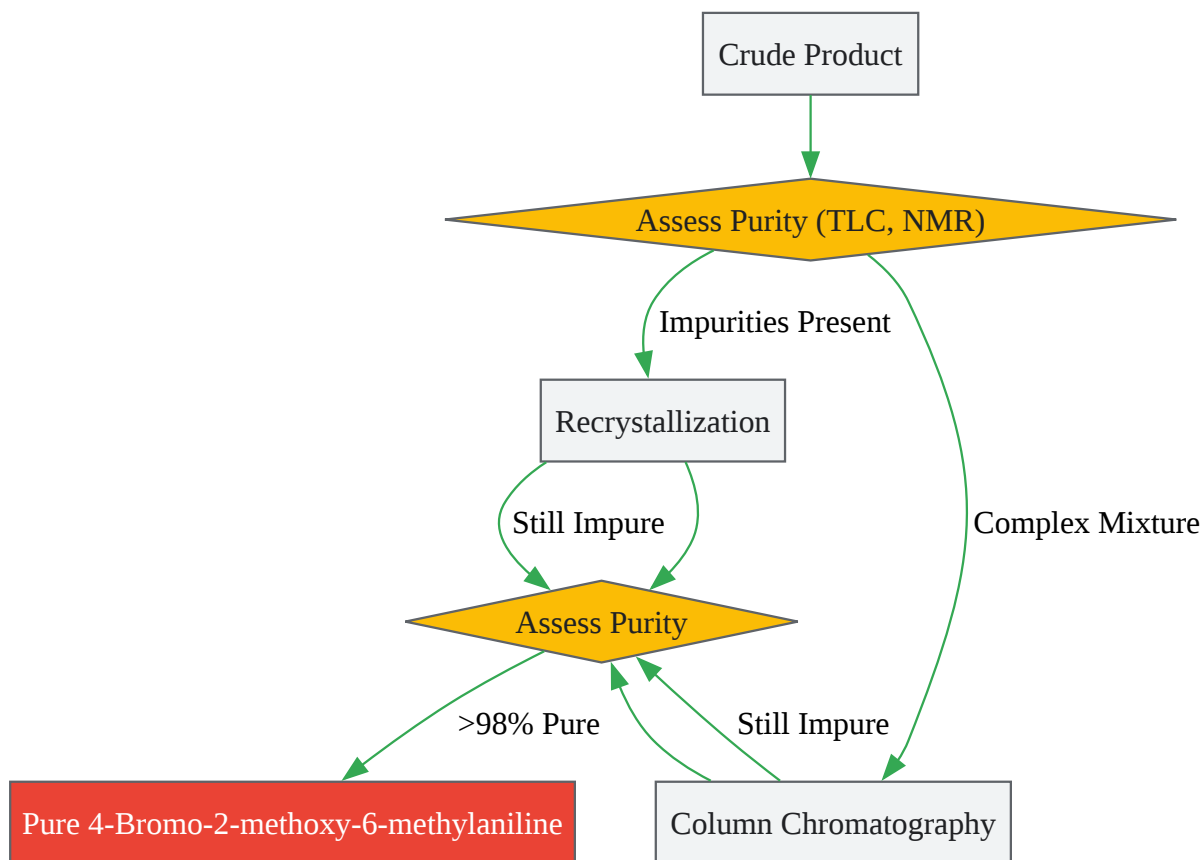 Crude Product
Assess Purity (TLC, NMR)
Impurities Present
Recrystallization
Still Impure
Complex Mixture
Assess Purity
>98% Pure
Still Impure
Pure 4-Bromo-2-methoxy-6-methylaniline
Column Chromatography